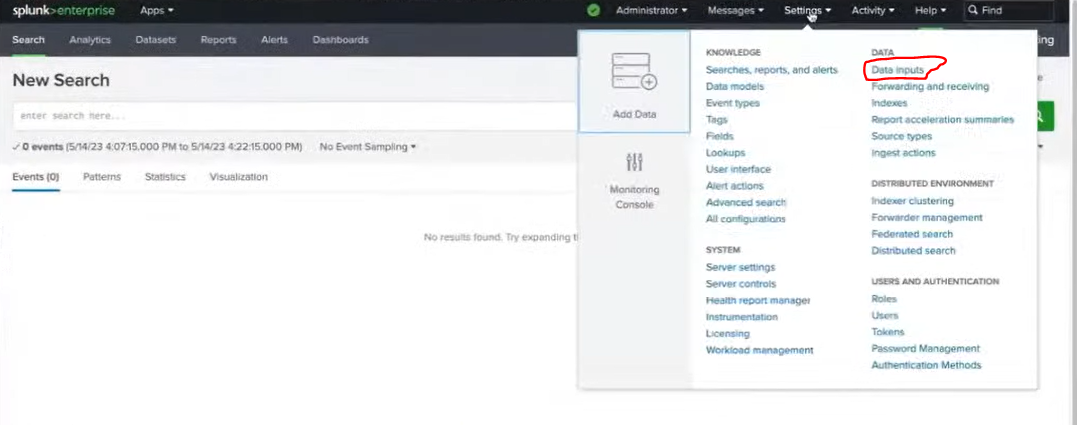 splunk>enterprise Apps Administrator Messages Settings Activity Help Find
Search Analytics Datasets Reports Alerts Dashboards
New Search
enter search here...
✓ 0 events (5/14/23 4:07:15.000 PM to 5/14/23 4:22:15.000 PM) No Event Sampling
Events (0) Patterns Statistics Visualization
No results found. Try expanding
Add Data
Monitoring
Console
KNOWLEDGE
Searches, reports, and alerts
Data models
Event types
Tags
Fields
Lookups
User interface
Alert actions
Advanced search
All configurations
SYSTEM
Server settings
Server controls
Health report manager
Instrumentation
Licensing
Workload management
DATA
Data inputs
Forwarding and receiving
Indexes
Report acceleration summaries
Source types
Ingest actions
DISTRIBUTED ENVIRONMENT
Indexer clustering
Forwarder management
Federated search
Distributed search
USERS AND AUTHENTICATION
Roles
Users
Tokens
Password Management
Authentication Methods